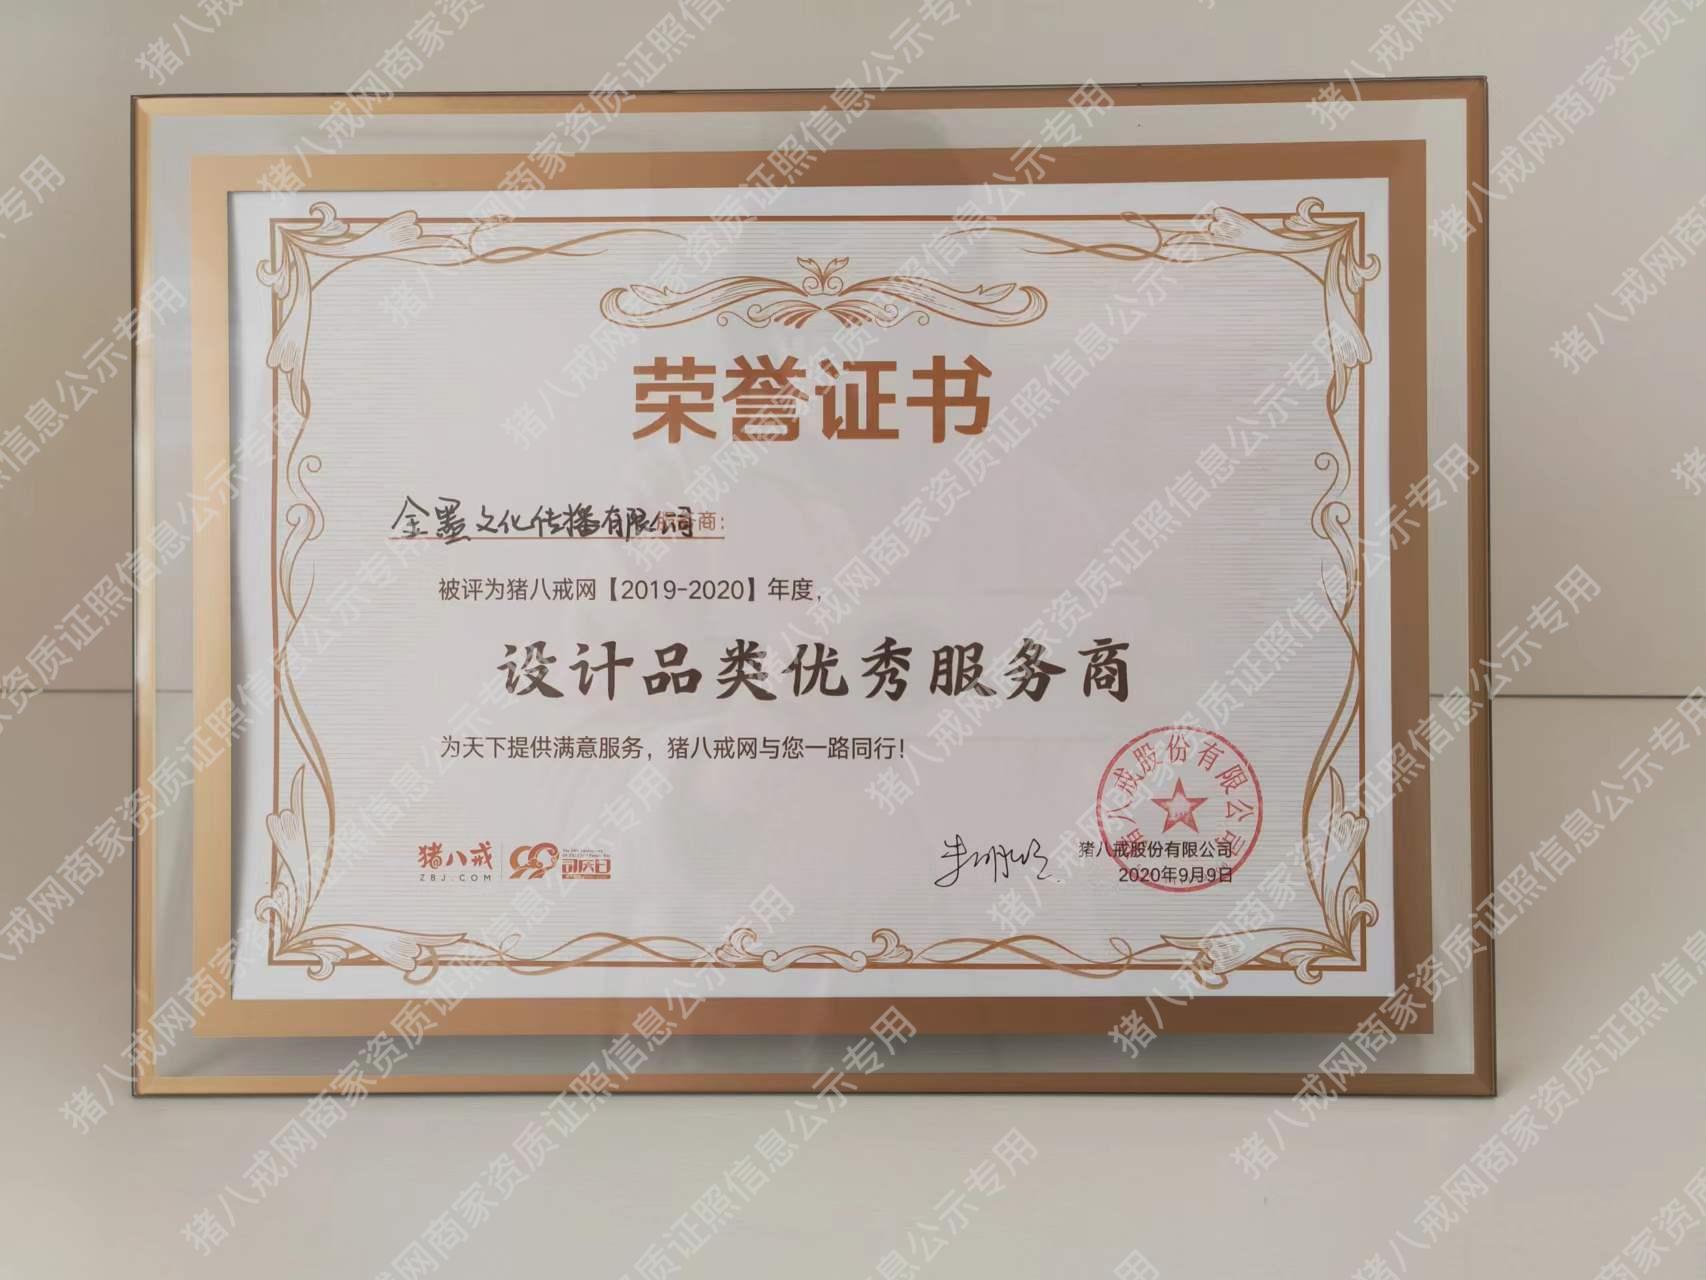 荣誉证书
金墨文化传播有限公司服务商：
被评为猪八戒网【2019-2020】年度，
设计品类优秀服务商
为天下提供满意服务，猪八戒网与您一路同行！
猪八戒股份有限公司
猪八戒
ZBJ.COM
司庆日
猪八戒股份有限公司
2020年9月9日
猪八戒网商家资质证照信息公示专用